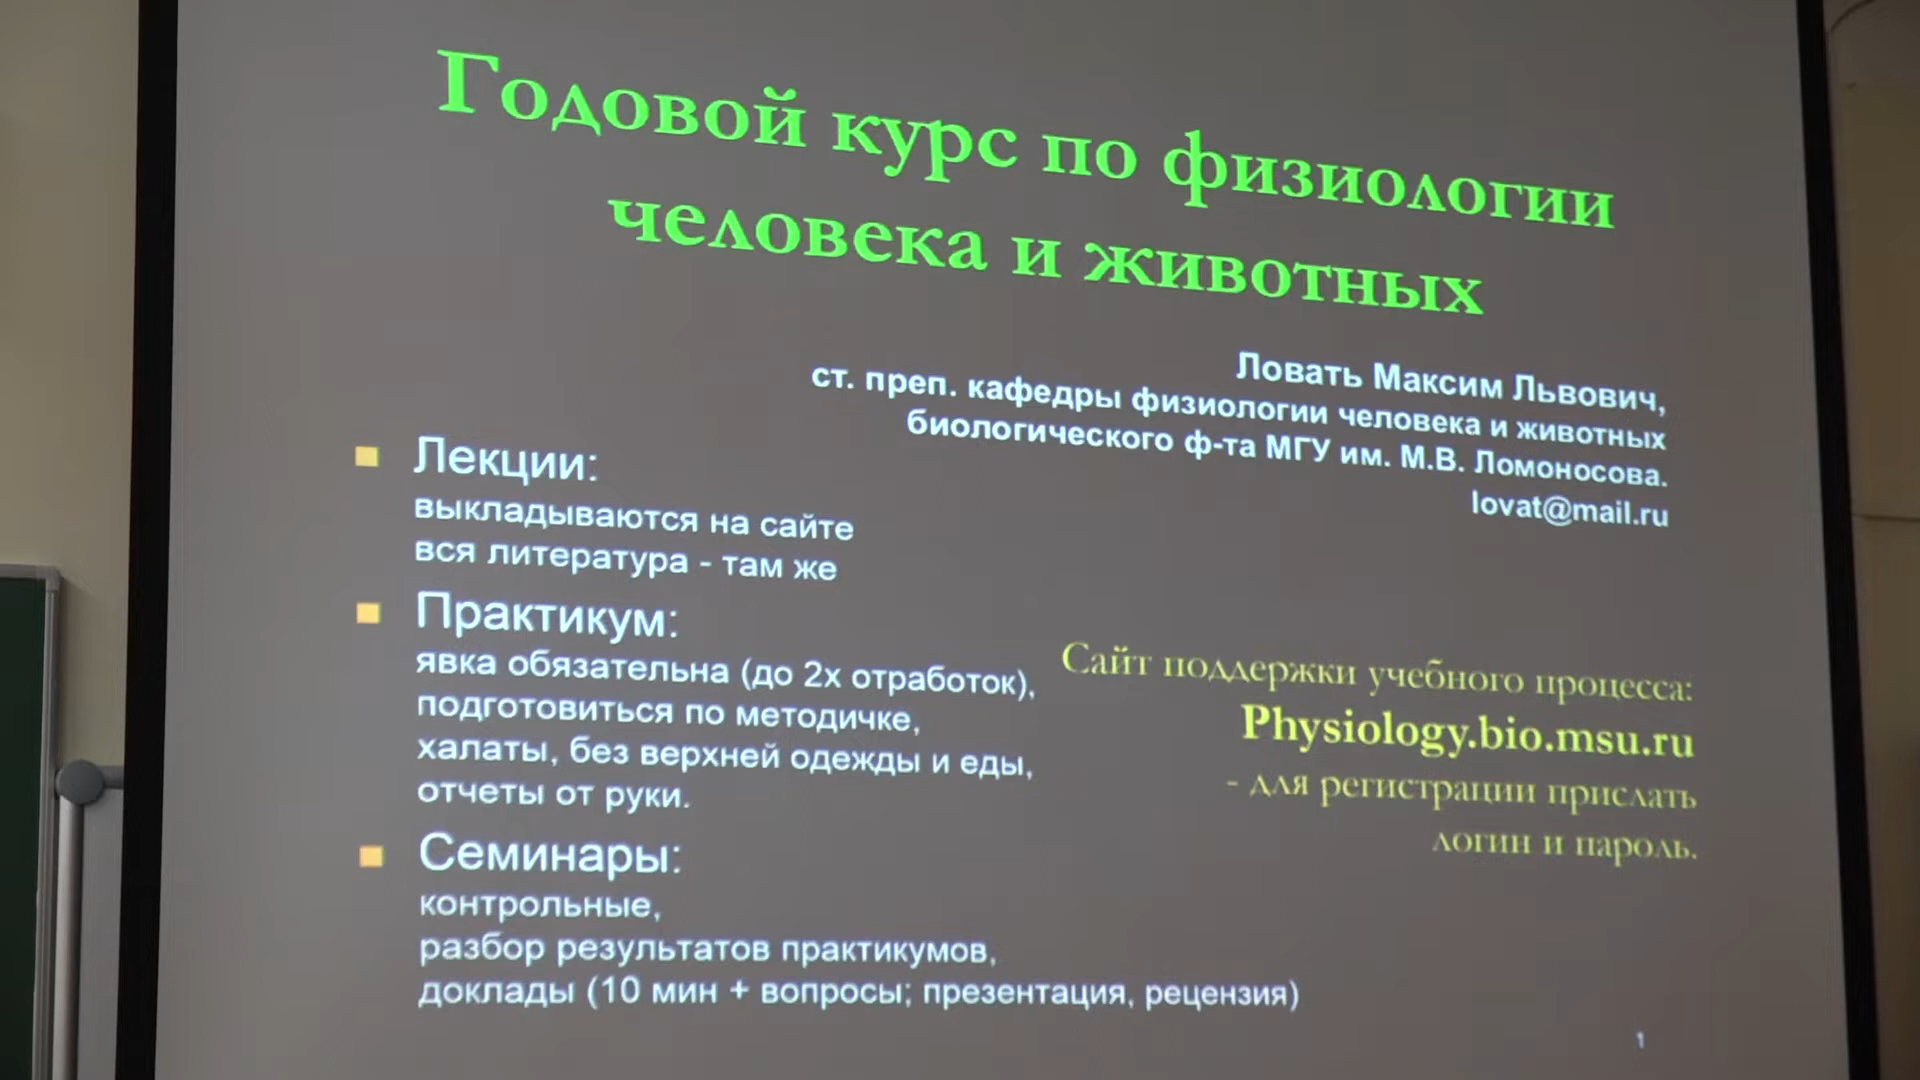 Годовой курс по физиологии
человека и животных
Ловать Максим Львович,
ст. преп. кафедры физиологии человека и животных
биологического ф-та МГУ им. М.В. Ломоносова.
lovat@mail.ru
Лекции:
выкладываются на сайте
вся литература - там же
Практикум:
явка обязательна (до 2х отработок),
подготовиться по методичке,
халаты, без верхней одежды и еды,
отчеты от руки.
Сайт поддержки учебного процесса:
Physiology.bio.msu.ru
- для регистрации прислать
логин и пароль.
Семинары:
контрольные,
разбор результатов практикумов,
доклады (10 мин + вопросы; презентация, рецензия)
1